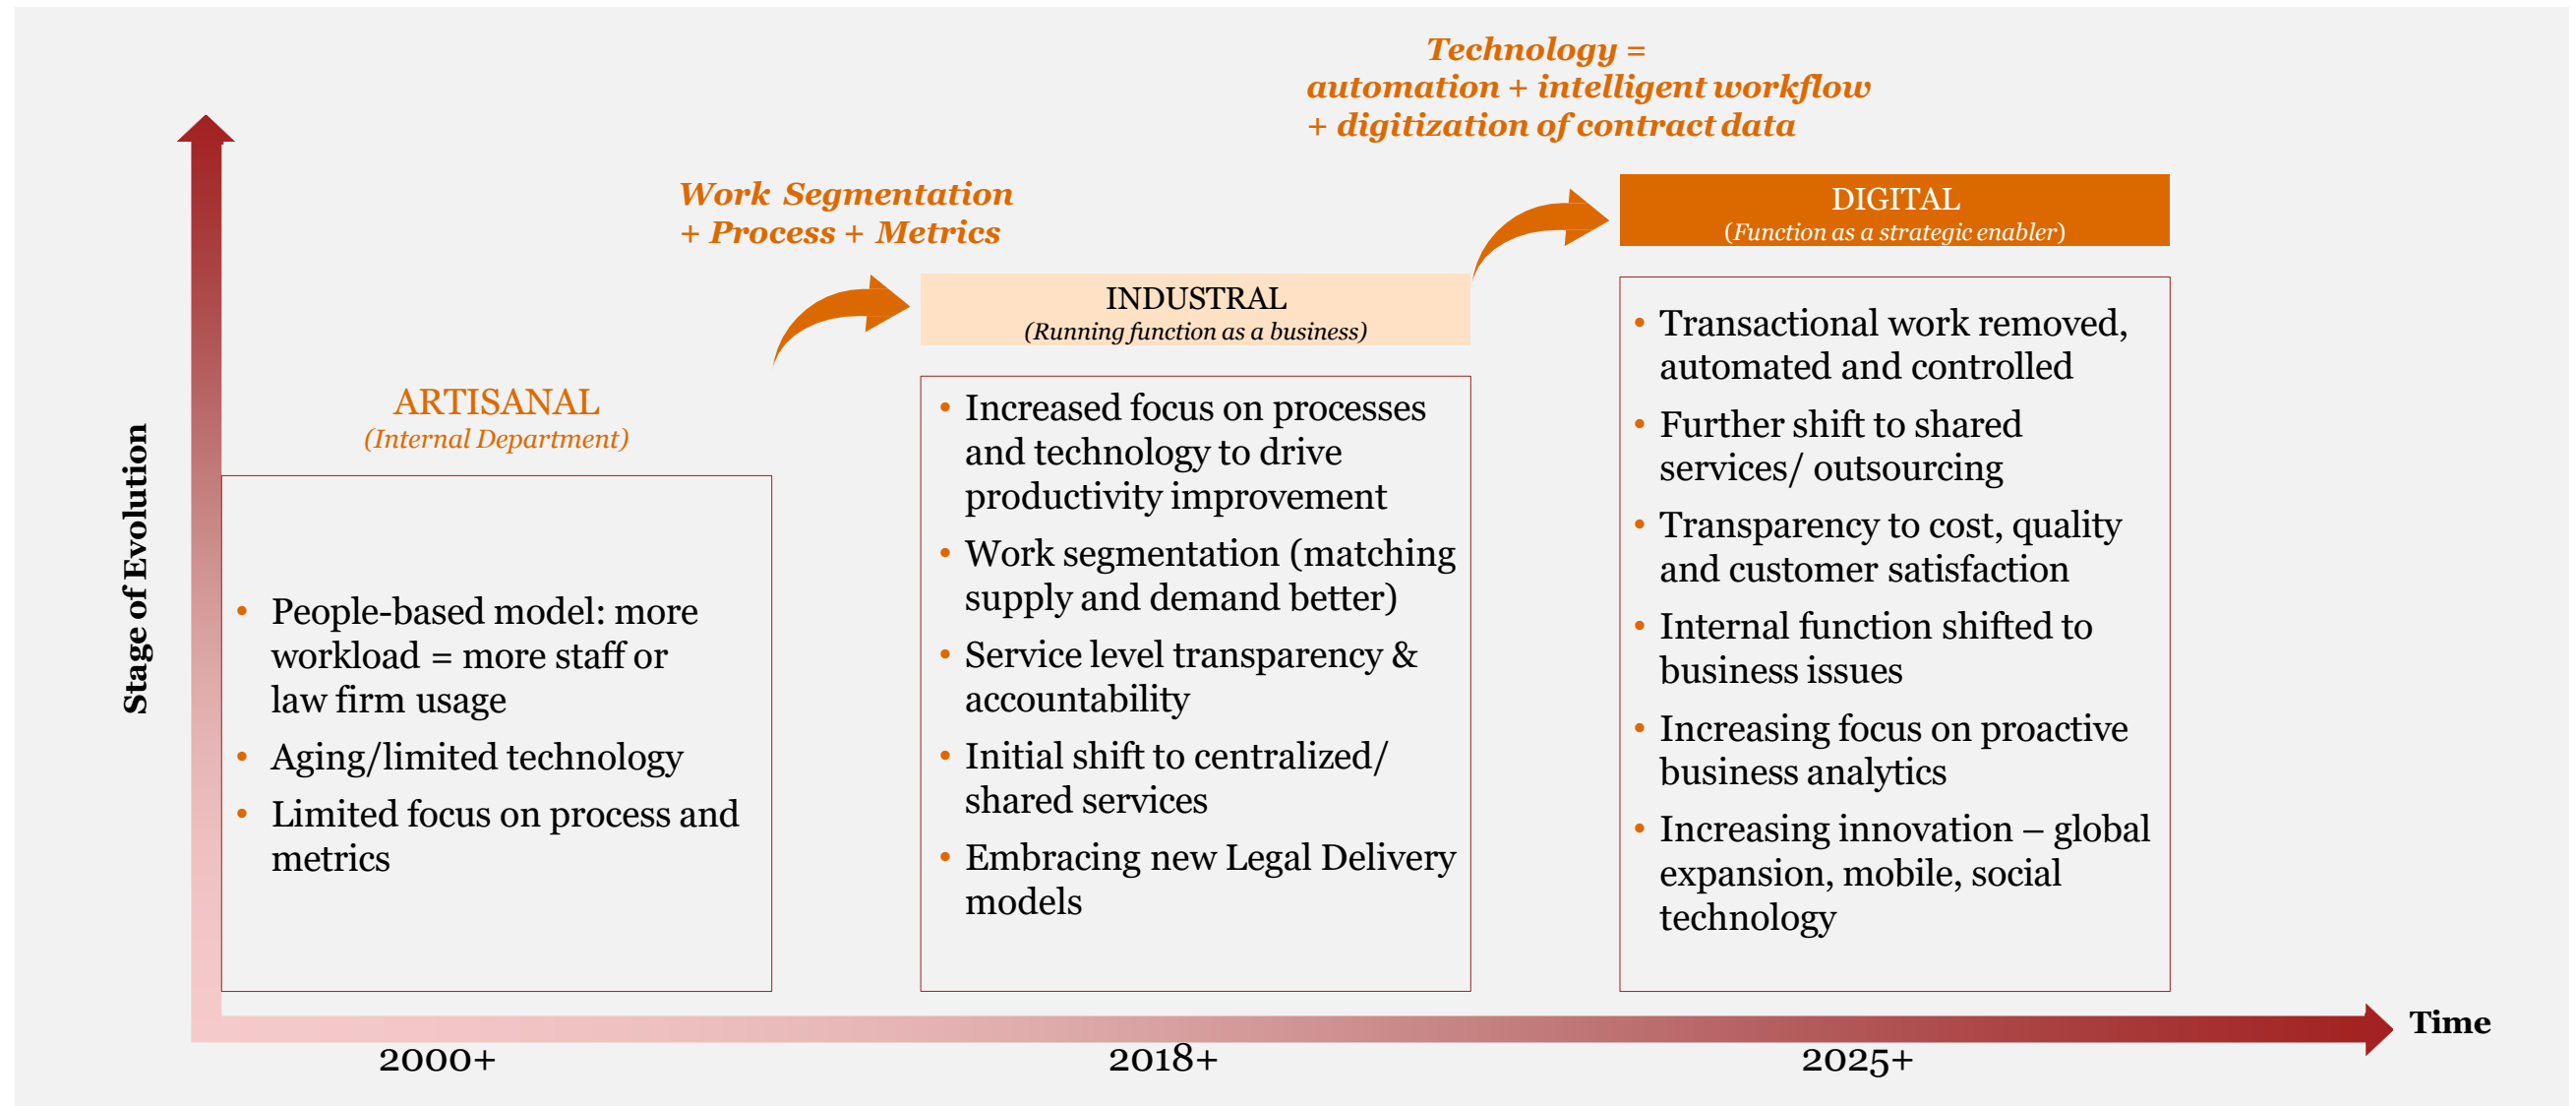 Technology =
automation + intelligent workflow
+ digitization of contract data
Work Segmentation
+ Process + Metrics
DIGITAL
(Function as a strategic enabler)
INDUSTRAL
(Running function as a business)
ARTISANAL
(Internal Department)
Stage of Evolution
• People-based model: more
workload = more staff or
law firm usage
• Aging/limited technology
• Limited focus on process and
metrics
• Increased focus on processes
and technology to drive
productivity improvement
• Work segmentation (matching
supply and demand better)
• Service level transparency &
accountability
• Initial shift to centralized/
shared services
• Embracing new Legal Delivery
models
• Transactional work removed,
automated and controlled
• Further shift to shared
services/ outsourcing
• Transparency to cost, quality
and customer satisfaction
• Internal function shifted to
business issues
• Increasing focus on proactive
business analytics
• Increasing innovation – global
expansion, mobile, social
technology
Time
2000+
2018+
2025+